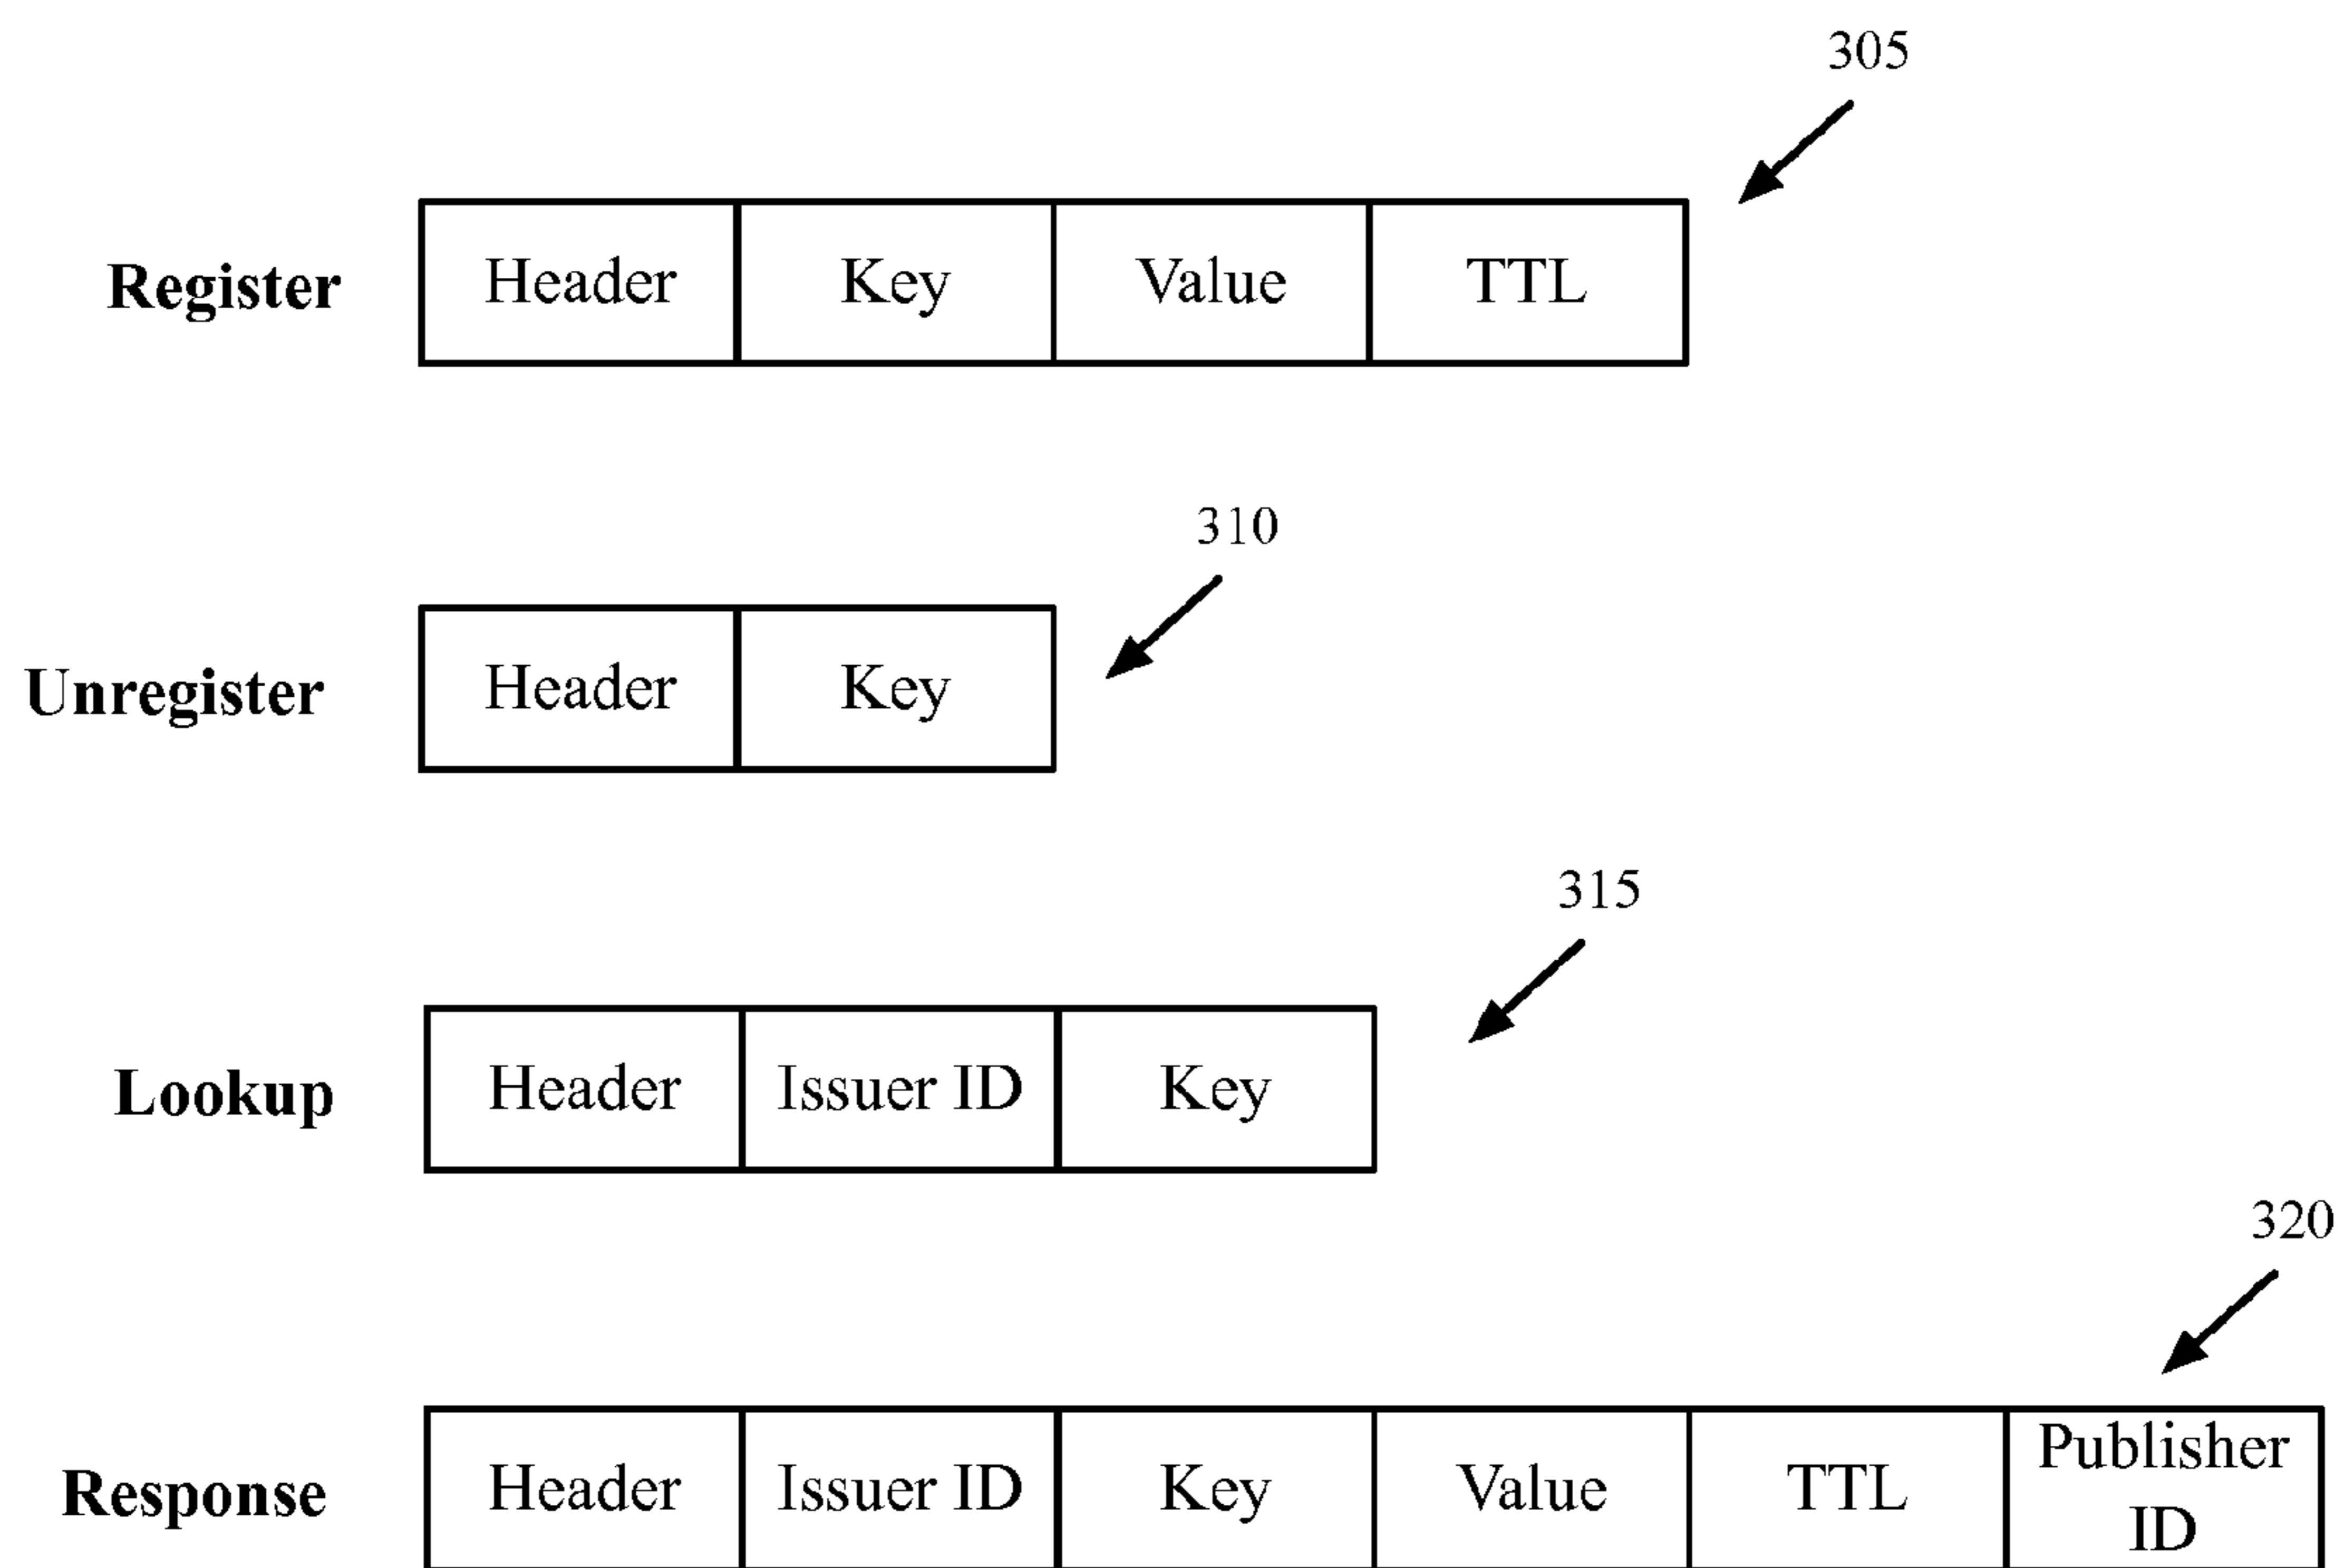 305
Register Header Key Value TTL
310
Unregister Header Key
315
Lookup Header Issuer ID Key
320
Response Header Issuer ID Key Value TTL Publisher
ID